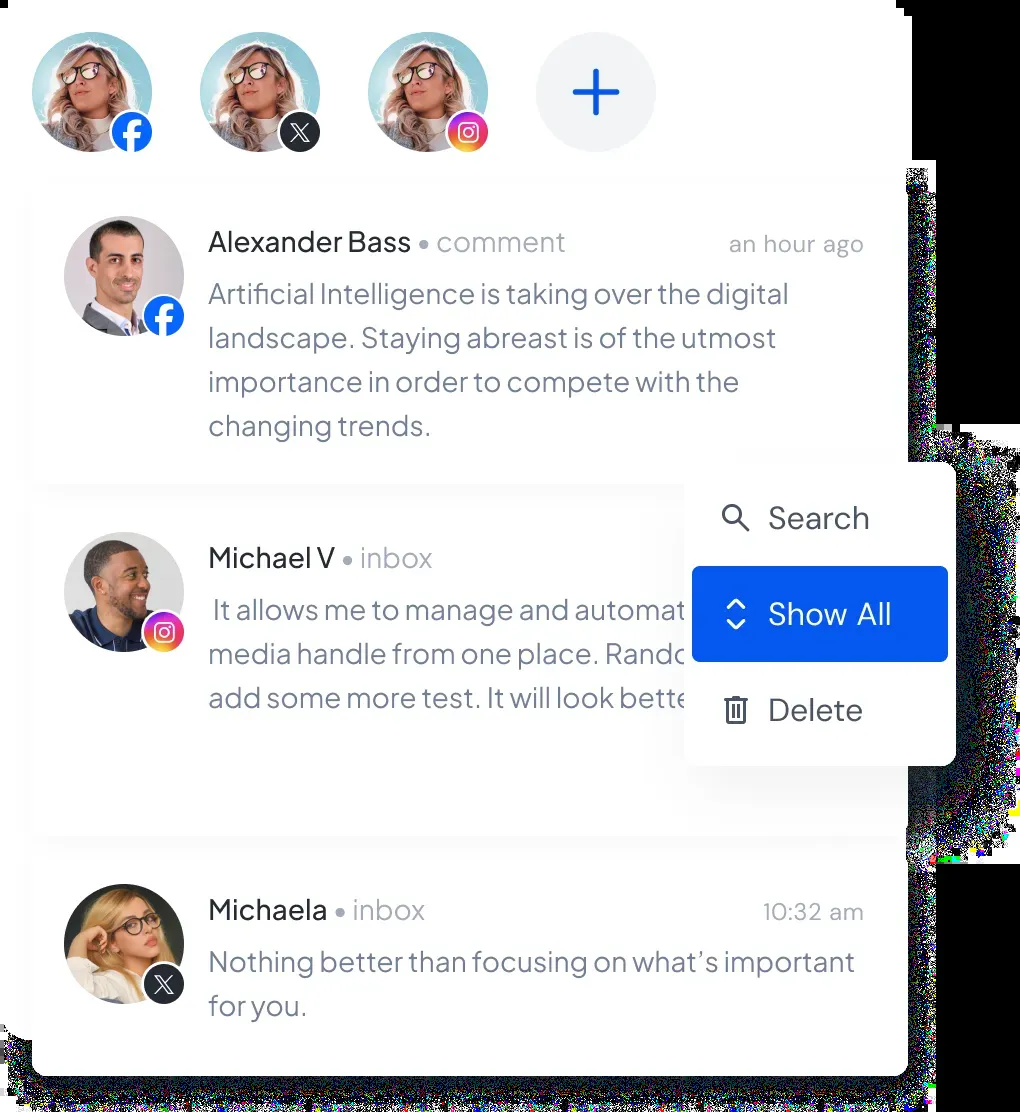 Alexander Bass • comment an hour ago
Artificial Intelligence is taking over the digital
landscape. Staying abreast is of the utmost
importance in order to compete with the
changing trends.
Search
Michael V • inbox
It allows me to manage and automat
Show All
media handle from one place. Rando
add some more test. It will look bette
Delete
Michaela • inbox 10:32 am
Nothing better than focusing on what’s important
for you.